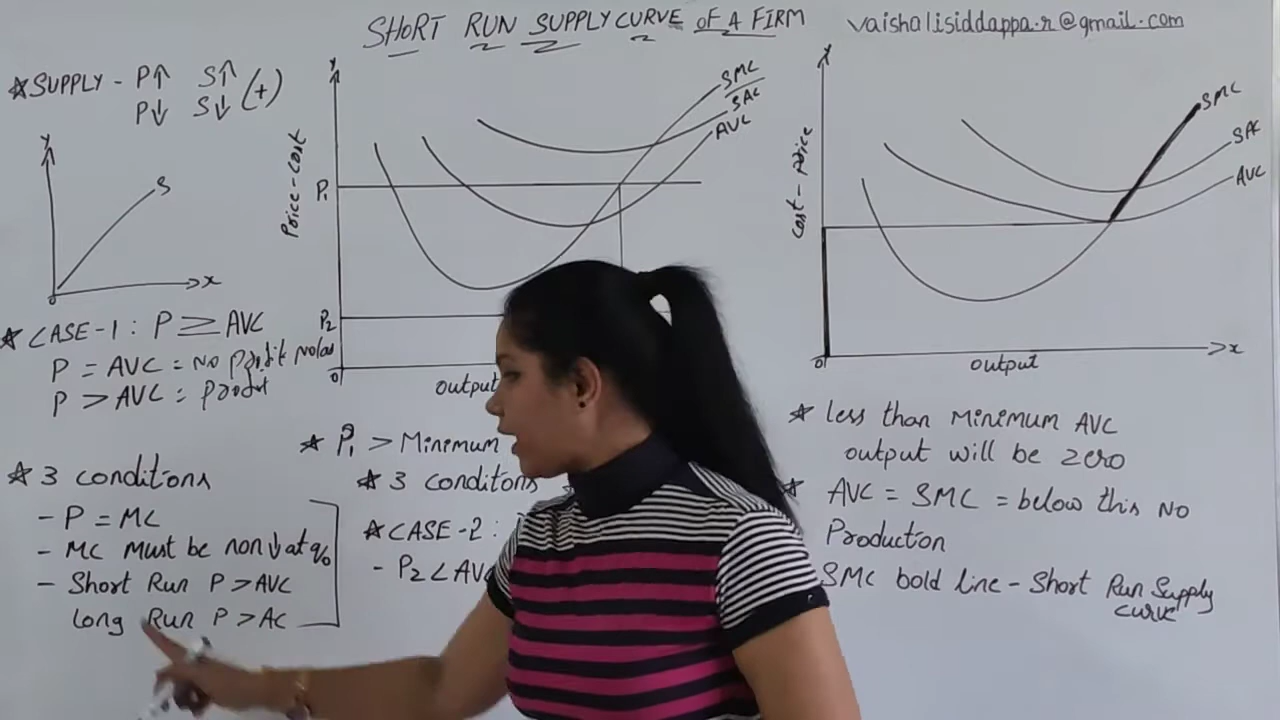 SHORT RUN SUPPLY CURVE OF A FIRM
vaishalisiddappa.r@gmail.com
* SUPPLY - P↑ S↑
P↓ S↓ (+)
Y
S
O
X
* CASE-1: P ≥ AVC
P = AVC = NO profit No
P > AVC =
* 3 conditions
- P = MC
- MC Must be non↓ at q₀
- Short Run P > AVC
Long Run P > AC
Y
Price - Cost
P₁
P₂
O
SMC
SAC
AVC
output
* P₁ > Minimum
* 3 conditions
* CASE-2:
- P₂ < AVC
Y
Cost - Price
SMC
SAC
AVC
O
output
X
* Less than Minimum AVC
output will be zero
* AVC = SMC = below this NO
Production
SMC bold line - Short Run Supply
curve